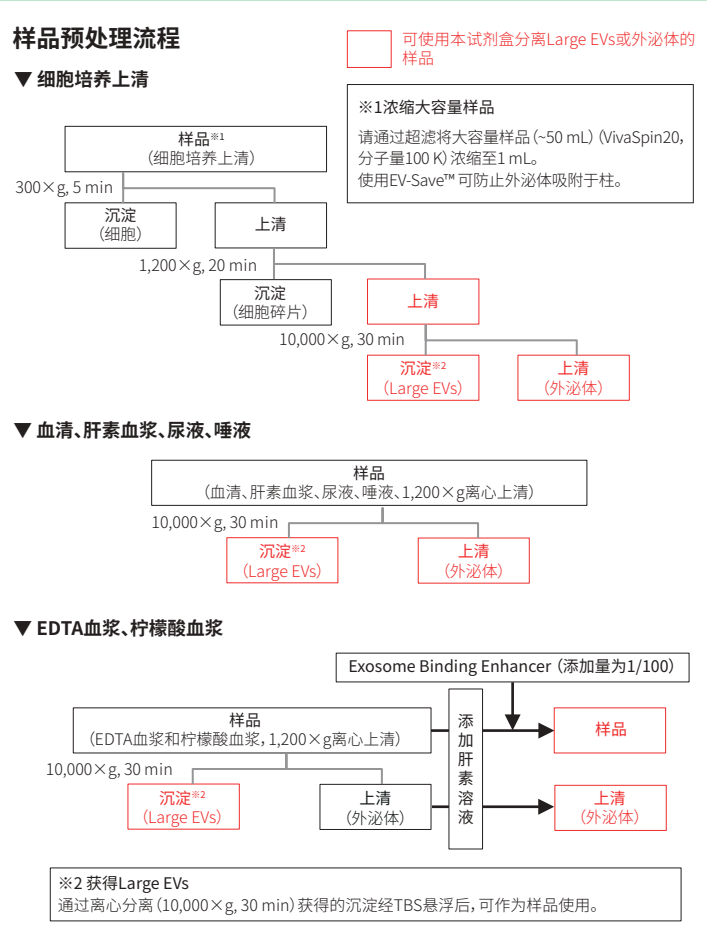 样品预处理流程
可使用本试剂盒分离Large EVs或外泌体的
样品
▼ 细胞培养上清
※1浓缩大容量样品
请通过超滤将大容量样品(~50 mL)(VivaSpin20,
分子量100 K)浓缩至1 mL。
使用EV-Save™ 可防止外泌体吸附于柱。
样品※1
(细胞培养上清)
300×g, 5 min
沉淀
(细胞)
上清
1,200×g, 20 min
沉淀
(细胞碎片)
上清
10,000×g, 30 min
沉淀※2
(Large EVs)
上清
(外泌体)
▼ 血清、肝素血浆、尿液、唾液
样品
(血清、肝素血浆、尿液、唾液、1,200×g离心上清)
10,000×g, 30 min
沉淀※2
(Large EVs)
上清
(外泌体)
▼ EDTA血浆、柠檬酸血浆
Exosome Binding Enhancer (添加量为1/100)
样品
(EDTA血浆和柠檬酸血浆, 1,200×g离心上清)
添加肝素溶液
样品
10,000×g, 30 min
沉淀※2
(Large EVs)
上清
(外泌体)
上清
(外泌体)
※2 获得Large EVs
通过离心分离(10,000×g, 30 min)获得的沉淀经TBS悬浮后,可作为样品使用。